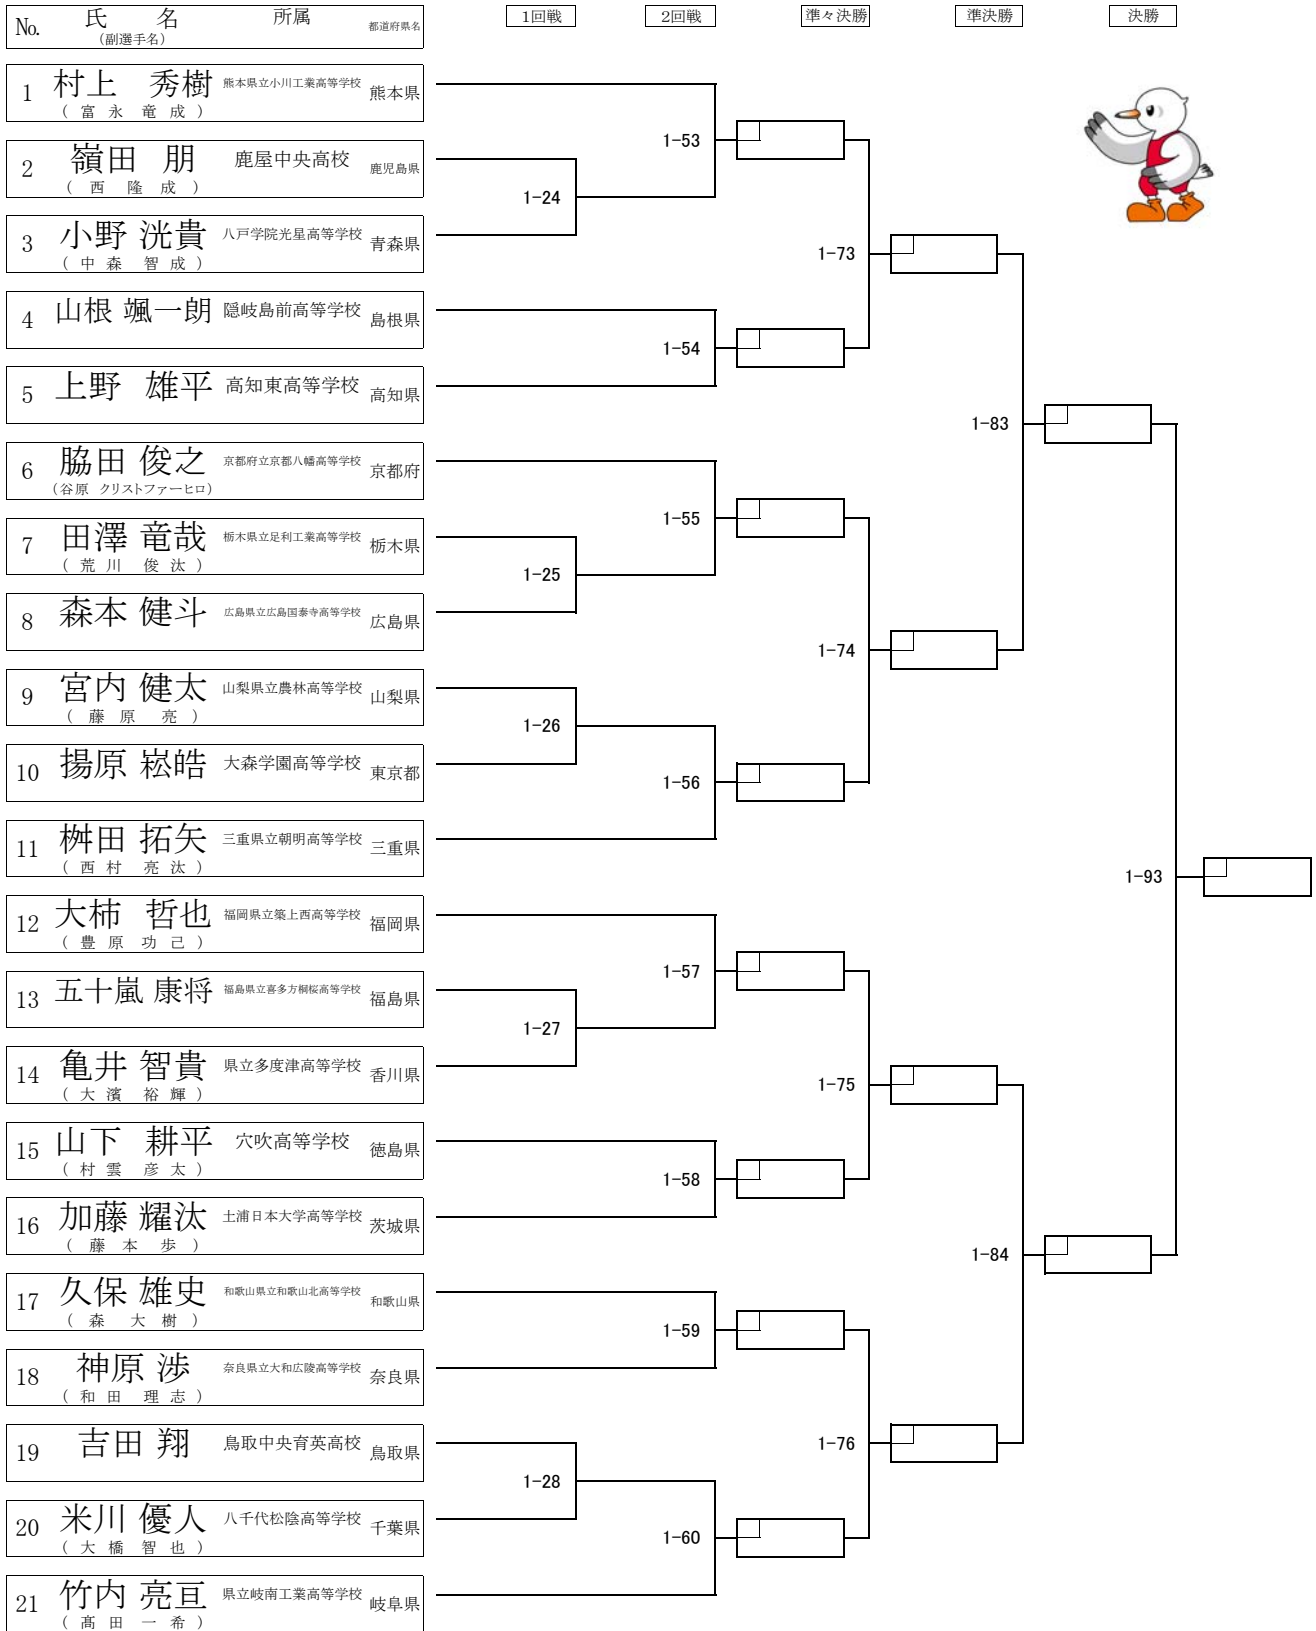 No. 氏　名 所属 都道府県名 1回戦 2回戦 準々決勝 準決勝 決勝
(副選手名)
1 村上　秀樹 熊本県立小川工業高等学校 熊本県
( 富永　竜成 )
1-53
2 嶺田　朋 鹿屋中央高校 鹿児島県
( 西　隆成 )
1-24
3 小野 洸貴 八戸学院光星高等学校 青森県
( 中森　智成 )
1-73
4 山根 颯一朗 隠岐島前高等学校 島根県
1-54
5 上野　雄平 高知東高等学校 高知県
1-83
6 脇田 俊之 京都府立京都八幡高等学校 京都府
(谷原 クリストファーヒロ)
1-55
7 田澤 竜哉 栃木県立足利工業高等学校 栃木県
( 荒川　俊汰 )
1-25
8 森本 健斗 広島県立広島国泰寺高等学校 広島県
1-74
9 宮内 健太 山梨県立農林高等学校 山梨県
( 藤原　亮 )
1-26
10 揚原 崧皓 大森学園高等学校 東京都
1-56
11 桝田 拓矢 三重県立朝明高等学校 三重県
( 西村　亮汰 )
1-93
12 大柿　哲也 福岡県立築上西高等学校 福岡県
( 豊原　功己 )
1-57
13 五十嵐 康将 福島県立喜多方桐桜高等学校 福島県
1-27
14 亀井 智貴 県立多度津高等学校 香川県
( 大濱　裕輝 )
1-75
15 山下　耕平 穴吹高等学校 徳島県
( 村雲　彦太 )
1-58
16 加藤 耀汰 土浦日本大学高等学校 茨城県
( 藤本　歩 )
1-84
17 久保 雄史 和歌山県立和歌山北高等学校 和歌山県
( 森　大樹 )
1-59
18 神原 渉 奈良県立大和広陵高等学校 奈良県
( 和田　理志 )
19 吉田 翔 鳥取中央育英高校 鳥取県
1-76
1-28
20 米川 優人 八千代松陰高等学校 千葉県
( 大橋　智也 )
1-60
21 竹内 亮亘 県立岐南工業高等学校 岐阜県
( 髙田　一希 )